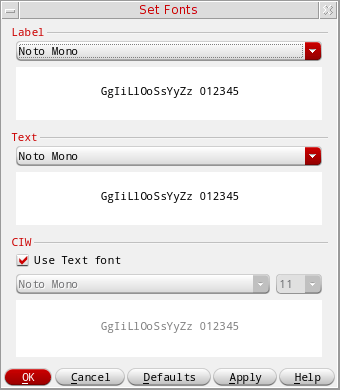 Set Fonts
Label
Noto Mono
GgIiLlOoSsYyZz 012345
Text
Noto Mono
GgIiLlOoSsYyZz 012345
CIW
Use Text font
Noto Mono 11
GgIiLlOoSsYyZz 012345
OK Cancel Defaults Apply Help